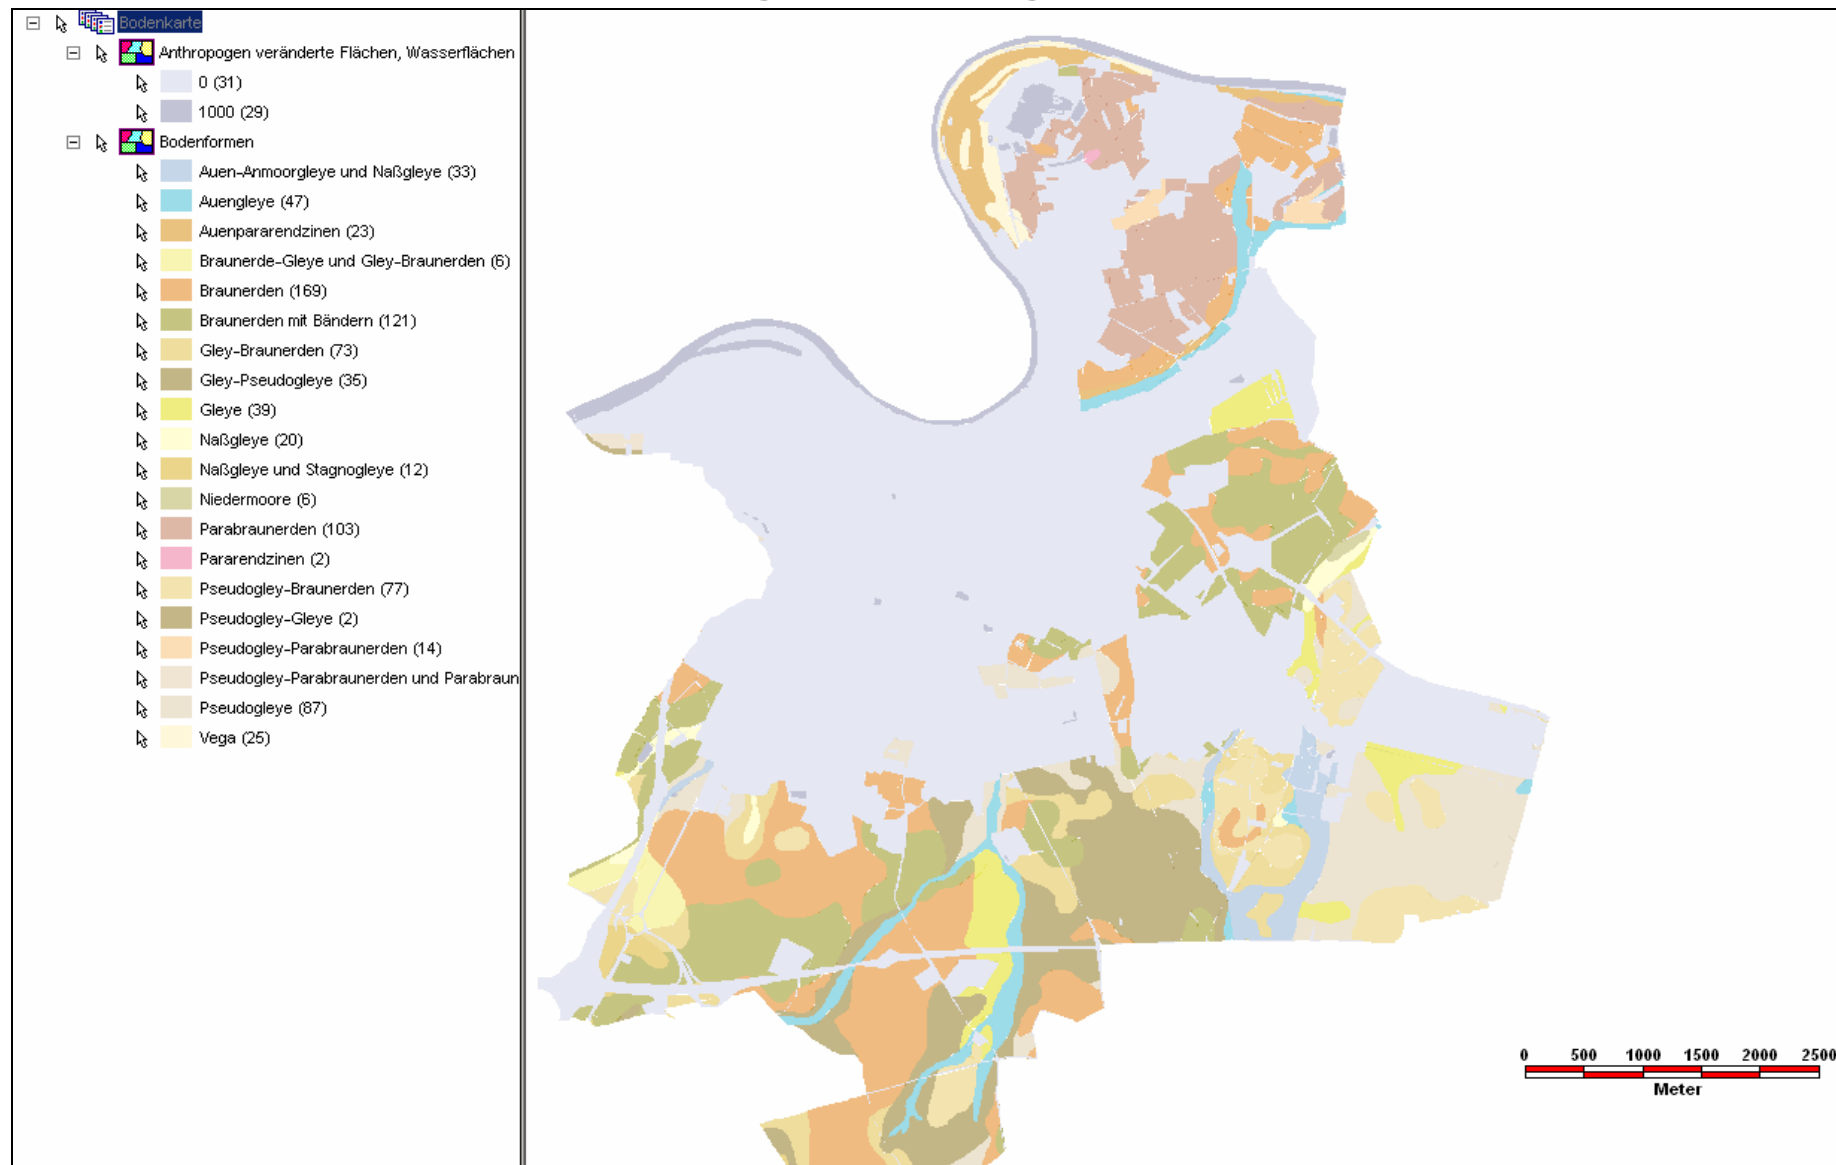 Bodenkarte
Anthropogen veränderte Flächen, Wasserflächen
0 (31)
1000 (29)
Bodenformen
Auen-Anmoorgleye und Naßgleye (33)
Auengleye (47)
Auenpararendzinen (23)
Braunerde-Gleye und Gley-Braunerden (6)
Braunerden (169)
Braunerden mit Bändern (121)
Gley-Braunerden (73)
Gley-Pseudogleye (35)
Gleye (39)
Naßgleye (20)
Naßgleye und Stagnogleye (12)
Niedermoore (6)
Parabraunerden (103)
Pararendzinen (2)
Pseudogley-Braunerden (77)
Pseudogley-Gleye (2)
Pseudogley-Parabraunerden (14)
Pseudogley-Parabraunerden und Parabraun
Pseudogleye (87)
Vega (25)
0 500 1000 1500 2000 2500
Meter